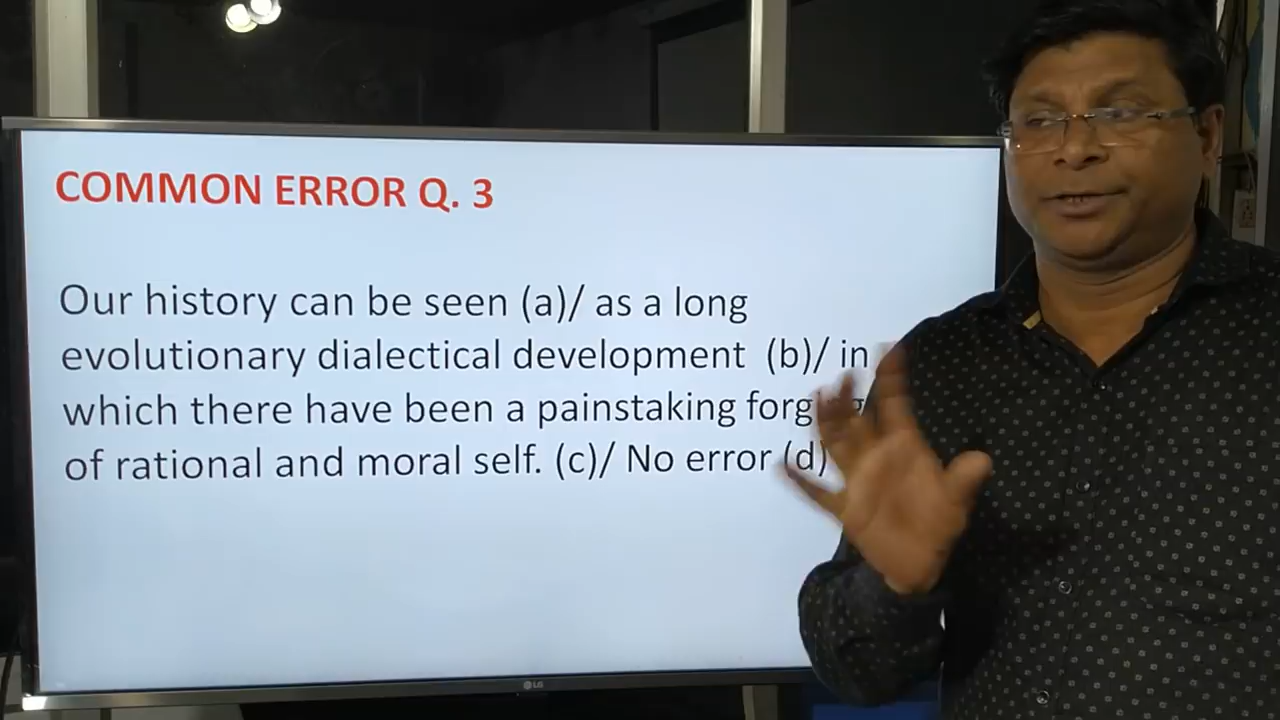 COMMON ERROR Q. 3
Our history can be seen (a)/ as a long
evolutionary dialectical development (b)/ in
which there have been a painstaking
of rational and moral self. (c)/ No error (d)
LG